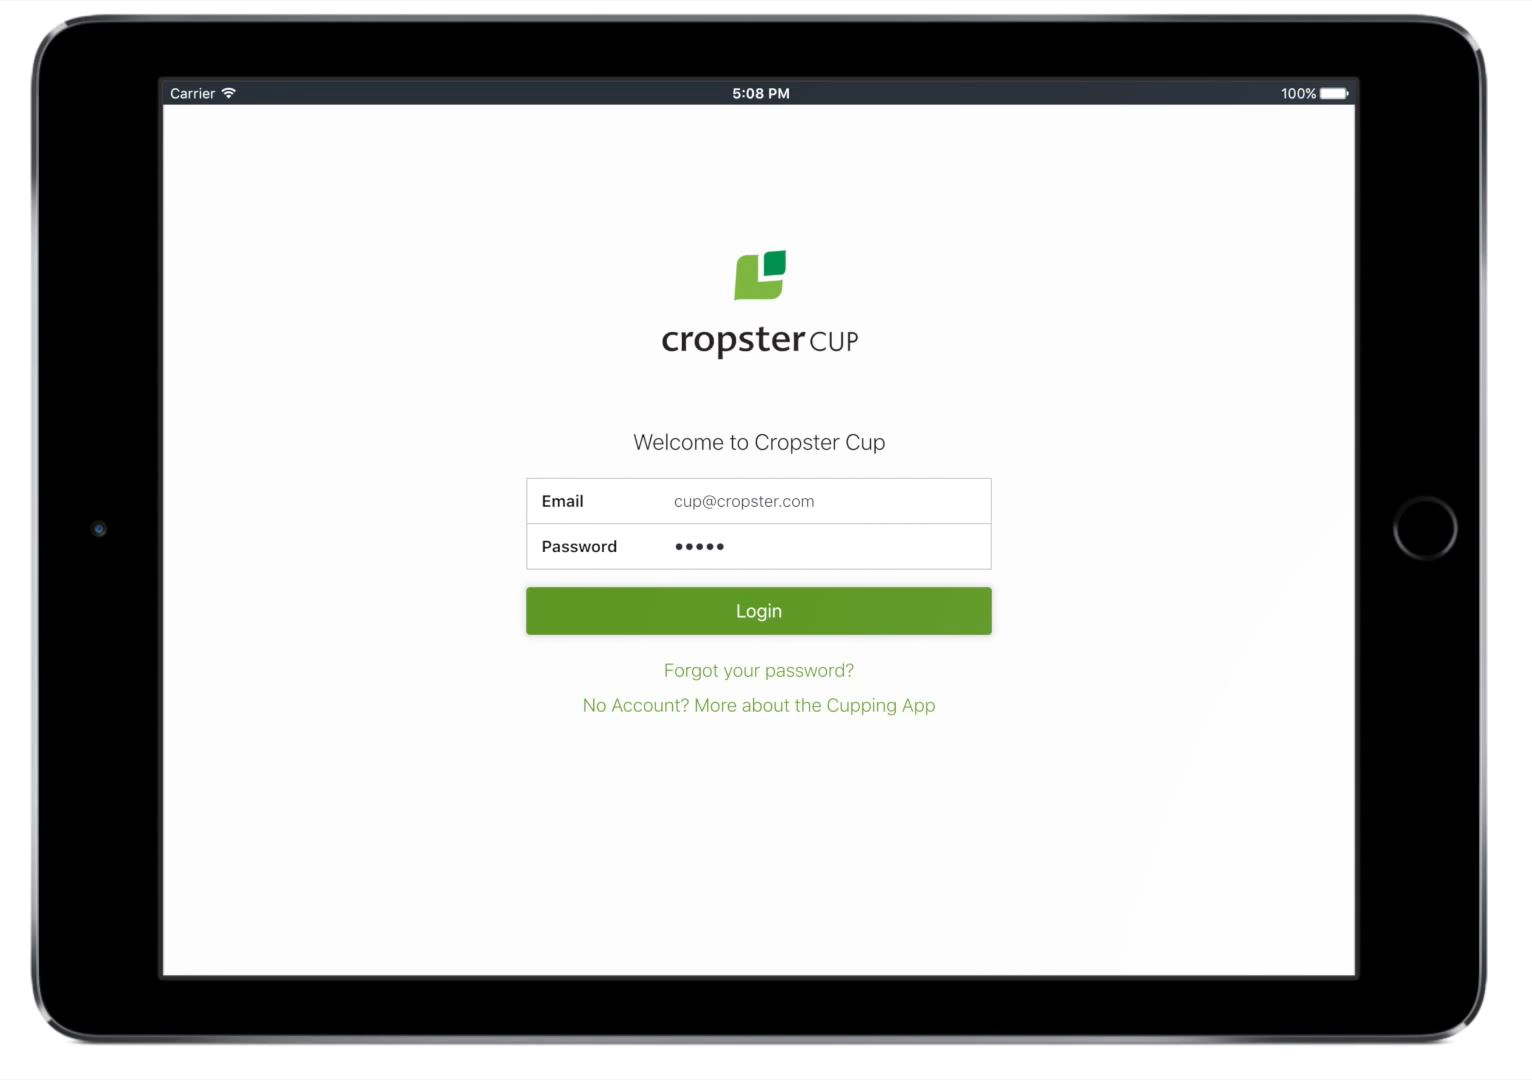 Carrier
5:08 PM
100%
cropster CUP
Welcome to Cropster Cup
Email cup@cropster.com
Password •••••
Login
Forgot your password?
No Account? More about the Cupping App